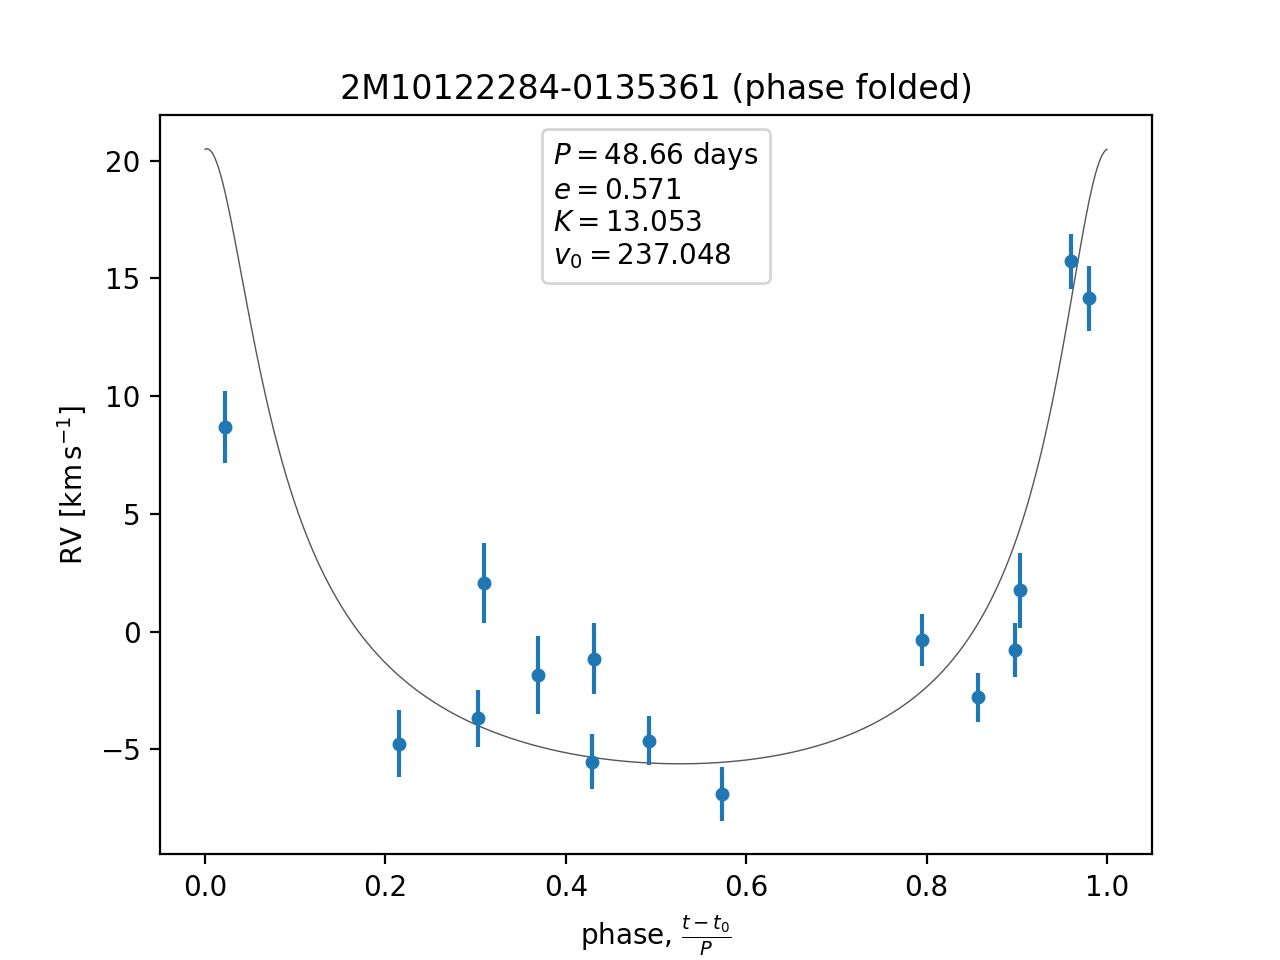 2M10122284-0135361 (phase folded)
P = 48.66 days
e = 0.571
K = 13.053
v₀ = 237.048
20
15
10
5
0
−5
RV [km s⁻¹]
0.0 0.2 0.4 0.6 0.8 1.0
phase, (t − t₀)/P